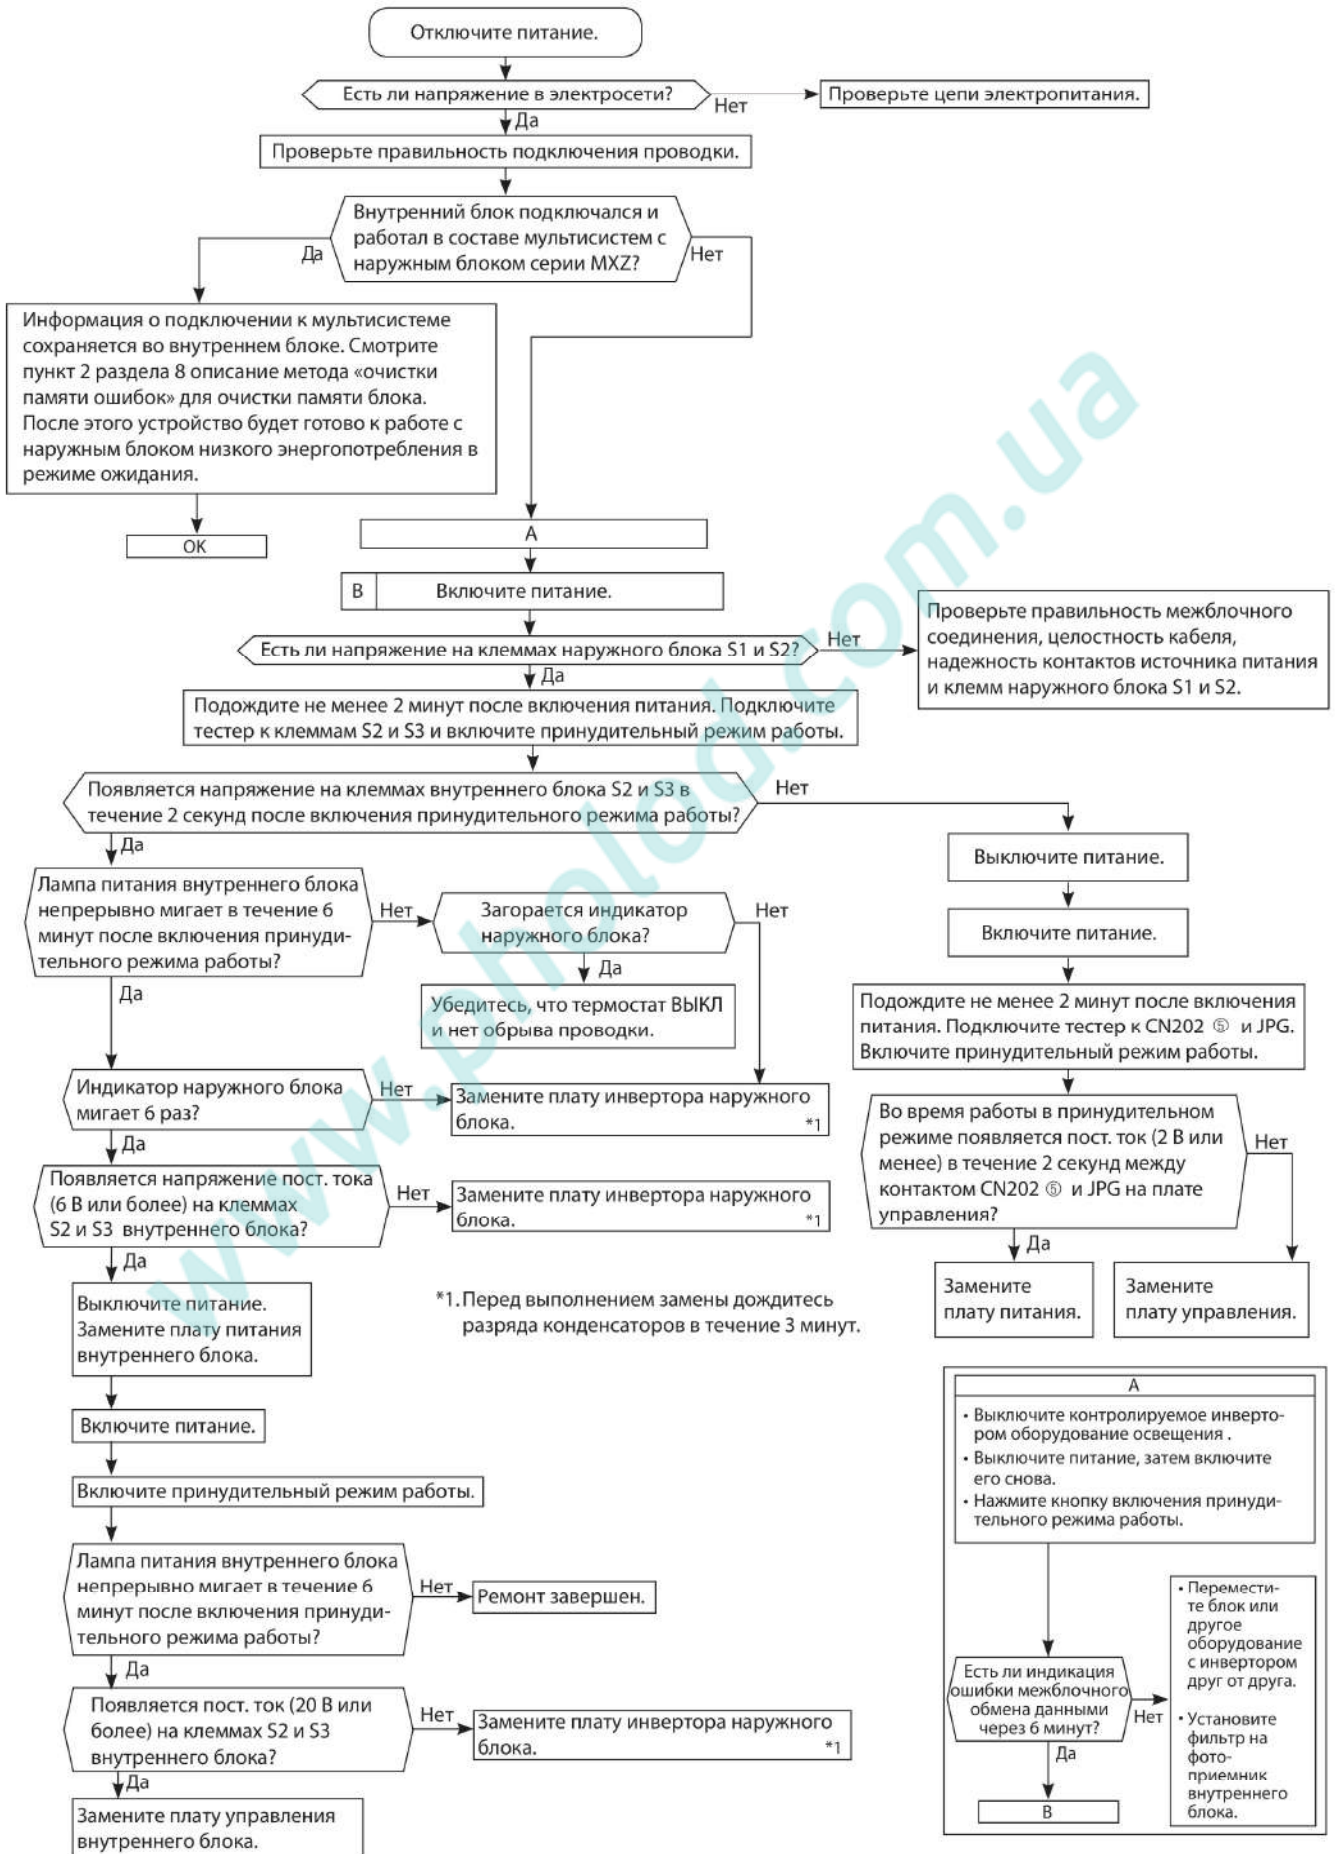 Отключите питание.
Есть ли напряжение в электросети?
Нет
Проверьте цепи электропитания.
Да
Проверьте правильность подключения проводки.
Внутренний блок подключался и
работал в составе мультисистем с
наружным блоком серии MXZ?
Да
Нет
Информация о подключении к мультисистеме
сохраняется во внутреннем блоке. Смотрите
пункт 2 раздела 8 описание метода «очистки
памяти ошибок» для очистки памяти блока.
После этого устройство будет готово к работе с
наружным блоком низкого энергопотребления в
режиме ожидания.
OK
A
B
Включите питание.
Есть ли напряжение на клеммах наружного блока S1 и S2?
Нет
Проверьте правильность межблочного
соединения, целостность кабеля,
надежность контактов источника питания
и клемм наружного блока S1 и S2.
Да
Подождите не менее 2 минут после включения питания. Подключите
тестер к клеммам S2 и S3 и включите принудительный режим работы.
Появляется напряжение на клеммах внутреннего блока S2 и S3 в
течение 2 секунд после включения принудительного режима работы?
Нет
Да
Лампа питания внутреннего блока
непрерывно мигает в течение 6
минут после включения принуди-
тельного режима работы?
Нет
Загорается индикатор
наружного блока?
Нет
Да
Убедитесь, что термостат ВЫКЛ
и нет обрыва проводки.
Да
Индикатор наружного блока
мигает 6 раз?
Нет
Замените плату инвертора наружного
блока. *1
Да
Появляется напряжение пост. тока
(6 В или более) на клеммах
S2 и S3 внутреннего блока?
Нет
Замените плату инвертора наружного
блока. *1
Да
Выключите питание.
Замените плату питания
внутреннего блока.
*1. Перед выполнением замены дождитесь
разряда конденсаторов в течение 3 минут.
Включите питание.
Включите принудительный режим работы.
Лампа питания внутреннего блока
непрерывно мигает в течение 6
минут после включения принуди-
тельного режима работы?
Нет
Ремонт завершен.
Да
Появляется пост. ток (20 В или
более) на клеммах S2 и S3
внутреннего блока?
Нет
Замените плату инвертора наружного
блока. *1
Да
Замените плату управления
внутреннего блока.
Выключите питание.
Включите питание.
Подождите не менее 2 минут после включения
питания. Подключите тестер к CN202 ⑤ и JPG.
Включите принудительный режим работы.
Во время работы в принудительном
режиме появляется пост. ток (2 В или
менее) в течение 2 секунд между
контактом CN202 ⑤ и JPG на плате
управления?
Нет
Да
Замените
плату питания.
Замените
плату управления.
A
• Выключите контролируемое инверто-
ром оборудование освещения .
• Выключите питание, затем включите
его снова.
• Нажмите кнопку включения принуди-
тельного режима работы.
Есть ли индикация
ошибки межблочного
обмена данными
через 6 минут?
Нет
• Перемести-
те блок или
другое
оборудование
с инвертором
друг от друга.
• Установите
фильтр на
фото-
приемник
внутреннего
блока.
Да
B
www.pholod.com.ua